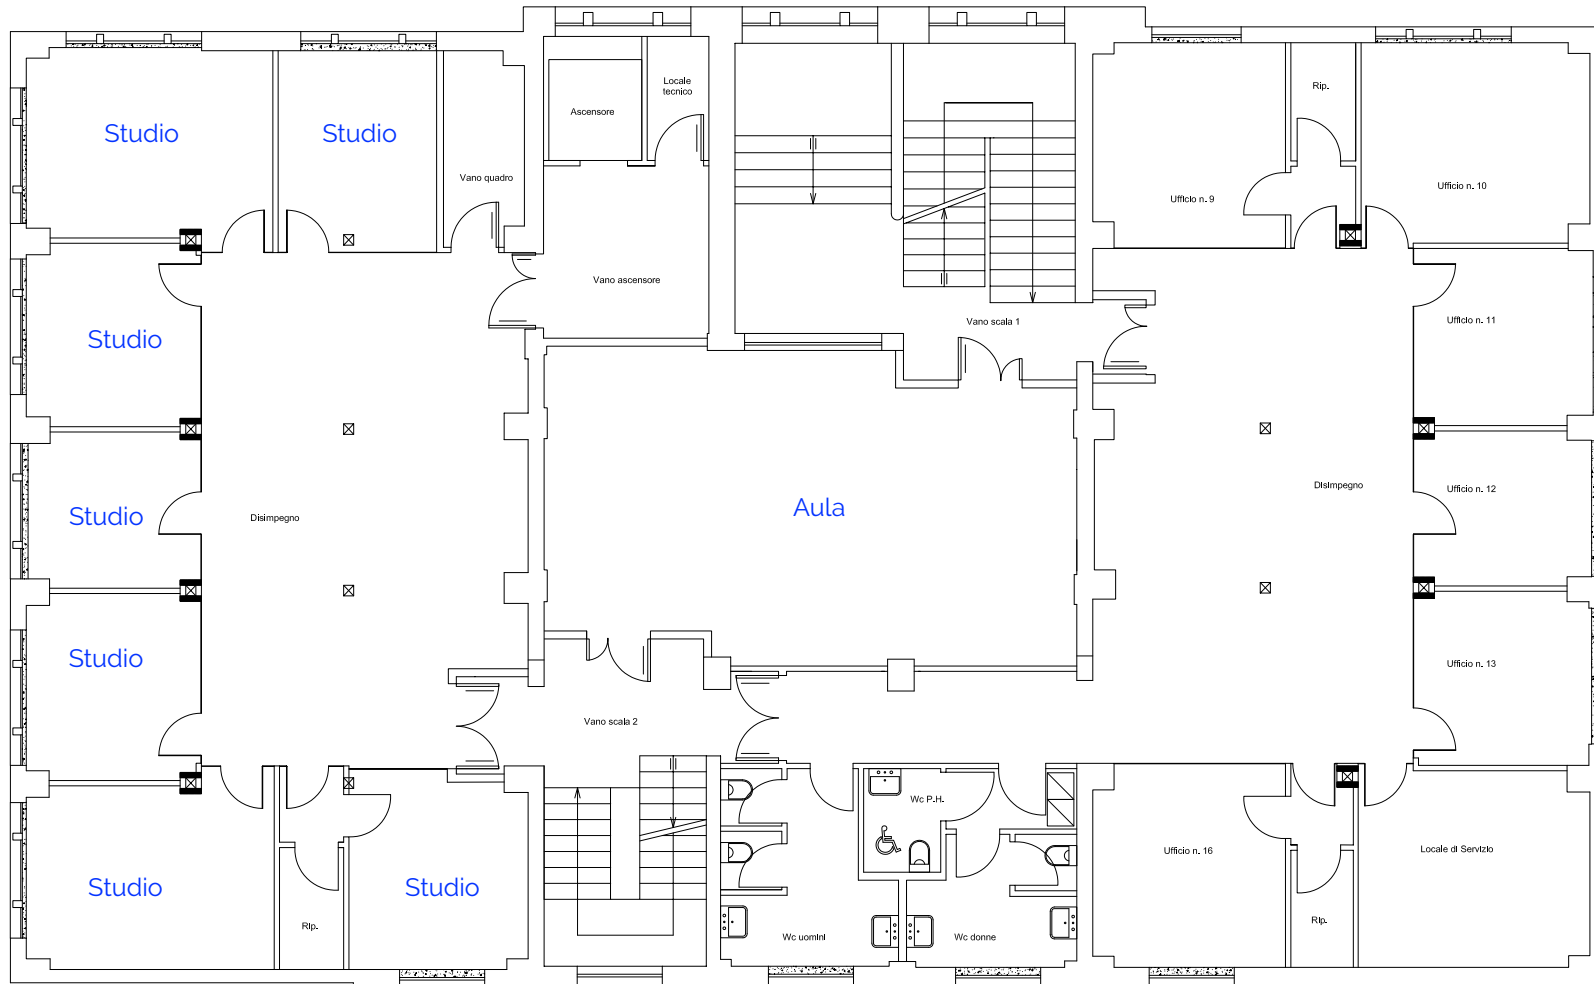 Locale
tecnico
Rip.
Ascensore
Studio
Studio
Vano quadro
Ufficio n. 9
Ufficio n. 10
Vano ascensore
Vano scala 1
Ufficio n. 11
Studio
Disimpegno
Ufficio n. 12
Aula
Studio
Disimpegno
Studio
Ufficio n. 13
Vano scala 2
Wc P.H.
Ufficio n. 16
Locale di Servizio
Studio
Studio
Rip.
Rip.
Wc uomini
Wc donne